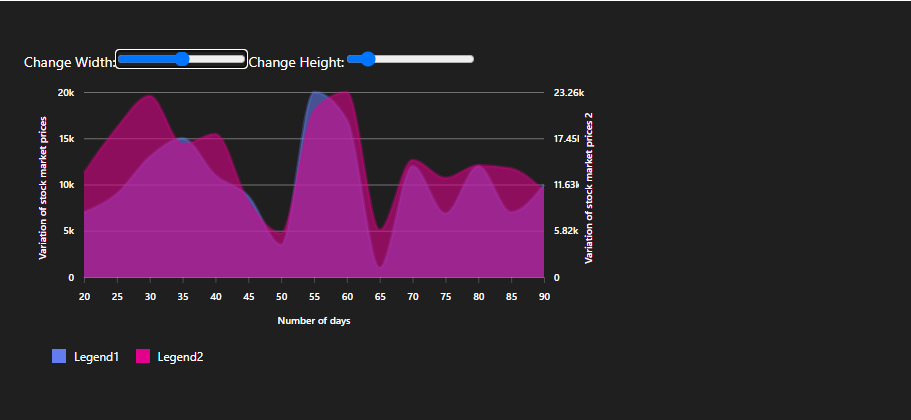 Change Width: Change Height:
20k 23.26k
15k 17.45k
10k 11.63k
5k 5.82k
0 0
Variation of stock market prices
Variation of stock market prices 2
20 25 30 35 40 45 50 55 60 65 70 75 80 85 90
Number of days
Legend1 Legend2